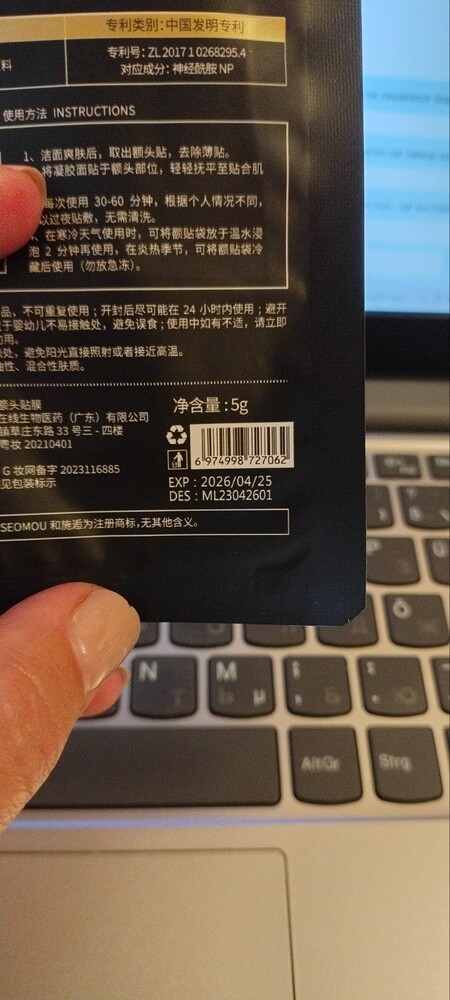 专利类别：中国发明专利
料
专利号：ZL 2017 1 0268295.4
对应成分：神经酰胺 NP
使用方法 INSTRUCTIONS
1、洁面爽肤后，取出额头贴，去除薄贴。
将凝胶面贴于额头部位，轻轻抚平至贴合肌
每次使用 30-60 分钟，根据个人情况不同，
以过夜贴敷，无需清洗。
、在寒冷天气使用时，可将额贴袋放于温水浸
泡 2 分钟再使用，在炎热季节，可将额贴袋冷
藏后使用（勿放急冻）。
品，不可重复使用；开封后尽可能在 24 小时内使用；避开
于婴幼儿不易接触处，避免误食；使用中如有不适，请立即
用。
处，避免阳光直接照射或者接近高温。
油性、混合性肤质。
额头贴膜
在线生物医药（广东）有限公司
镇草庄东路 33 号三 - 四楼
粤妆 20210401
G 妆网备字 2023116885
见包装标示
净含量：5g
6 974998 727062
EXP : 2026/04/25
DES : ML23042601
SEOMOU 和施逅为注册商标，无其他含义。
N
M
µ
Ö
AltGr
Strg